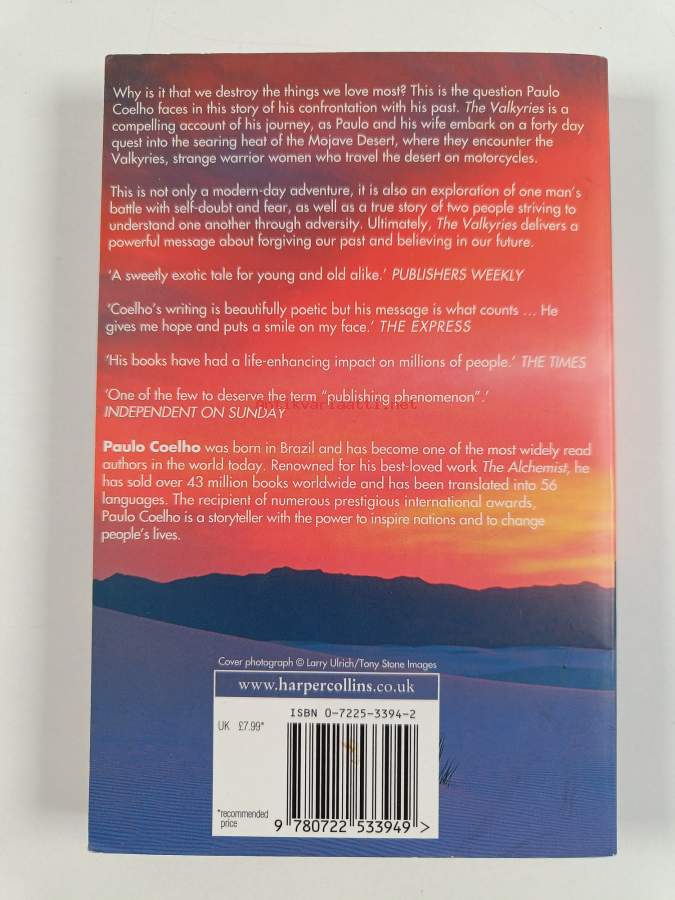 Why is it that we destroy the things we love most? This is the question Paulo
Coelho faces in this story of his confrontation with his past. The Valkyries is a
compelling account of his journey, as Paulo and his wife embark on a forty day
quest into the searing heat of the Mojave Desert, where they encounter the
Valkyries, strange warrior women who travel the desert on motorcycles.
This is not only a modern-day adventure, it is also an exploration of one man's
battle with self-doubt and fear, as well as a true story of two people striving to
understand one another through adversity. Ultimately, The Valkyries delivers a
powerful message about forgiving our past and believing in our future.
'A sweetly exotic tale for young and old alike.' PUBLISHERS WEEKLY
'Coelho's writing is beautifully poetic but his message is what counts ... He
gives me hope and puts a smile on my face.' THE EXPRESS
'His books have had a life-enhancing impact on millions of people.' THE TIMES
'One of the few to deserve the term "publishing phenomenon".'
antikvariaatti.net
INDEPENDENT ON SUNDAY
Paulo Coelho was born in Brazil and has become one of the most widely read
authors in the world today. Renowned for his best-loved work The Alchemist, he
has sold over 43 million books worldwide and has been translated into 56
languages. The recipient of numerous prestigious international awards,
Paulo Coelho is a storyteller with the power to inspire nations and to change
people's lives.
Cover photograph © Larry Ulrich/Tony Stone Images
www.harpercollins.co.uk
ISBN 0-7225-3394-2
UK £7.99*
*recommended
price
9 780722 533949 >